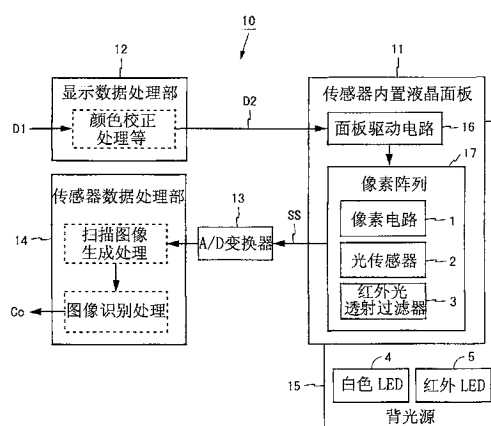 10
12
显示数据处理部
D1
颜色校正
处理等
D2
11
传感器内置液晶面板
面板驱动电路
16
17
像素阵列
像素电路
1
光传感器
2
红外光
透射过滤器
3
传感器数据处理部
14
扫描图像
生成处理
图像识别处理
Cc
13
A/D变换器
SS
15
4
白色 LED
5
红外 LED
背光源